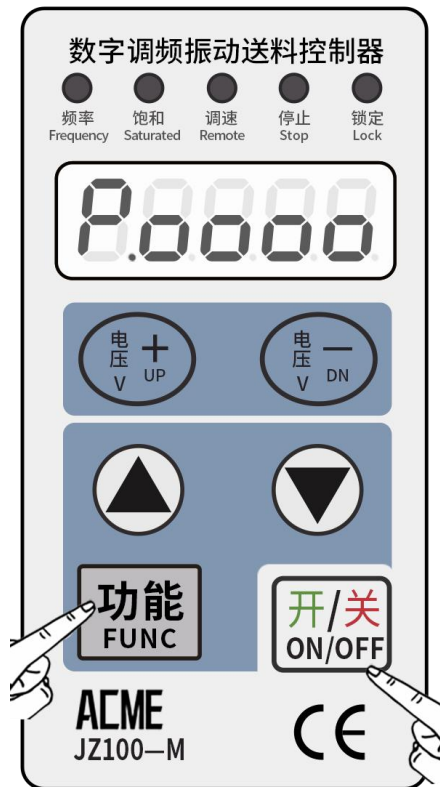 数字调频振动送料控制器
频率 饱和 调速 停止 锁定
Frequency Saturated Remote Stop Lock
P.oooo
电压 V + UP
电压 V — DN
功能
FUNC
开/关
ON/OFF
ACME
JZ100—M
CE